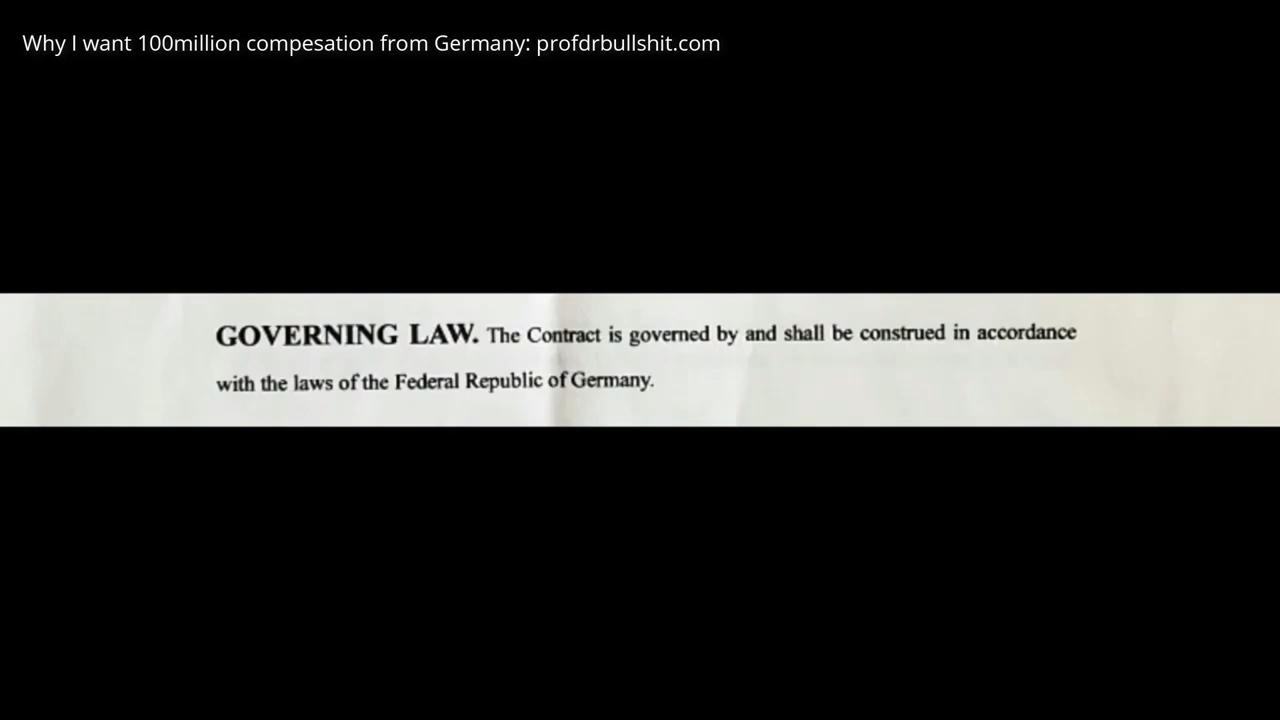 Why I want 100million compesation from Germany: profdrbullshit.com
GOVERNING LAW. The Contract is governed by and shall be construed in accordance
with the laws of the Federal Republic of Germany.